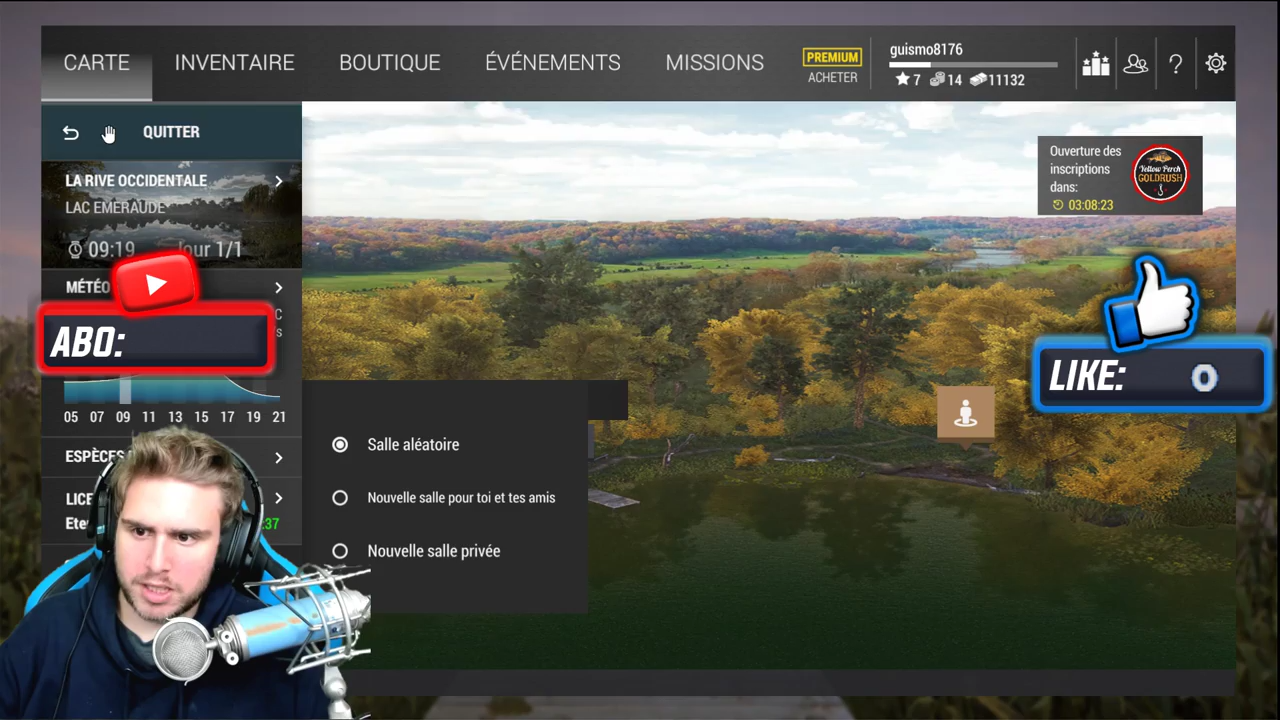 CARTE
INVENTAIRE
BOUTIQUE
ÉVÉNEMENTS
MISSIONS
PREMIUM
ACHETER
guismo8176
7 14 11132
?
QUITTER
LA RIVE OCCIDENTALE
LAC EMERAUDE
09:19 Jour 1/1
MÉTÉO
C
s
ABO:
05 07 09 11 13 15 17 19 21
ESPÈCES
LICE
Ete :37
Salle aléatoire
Nouvelle salle pour toi et tes amis
Nouvelle salle privée
Ouverture des
inscriptions
dans:
03:08:23
Yellow Perch
GOLDRUSH
LIKE: 0